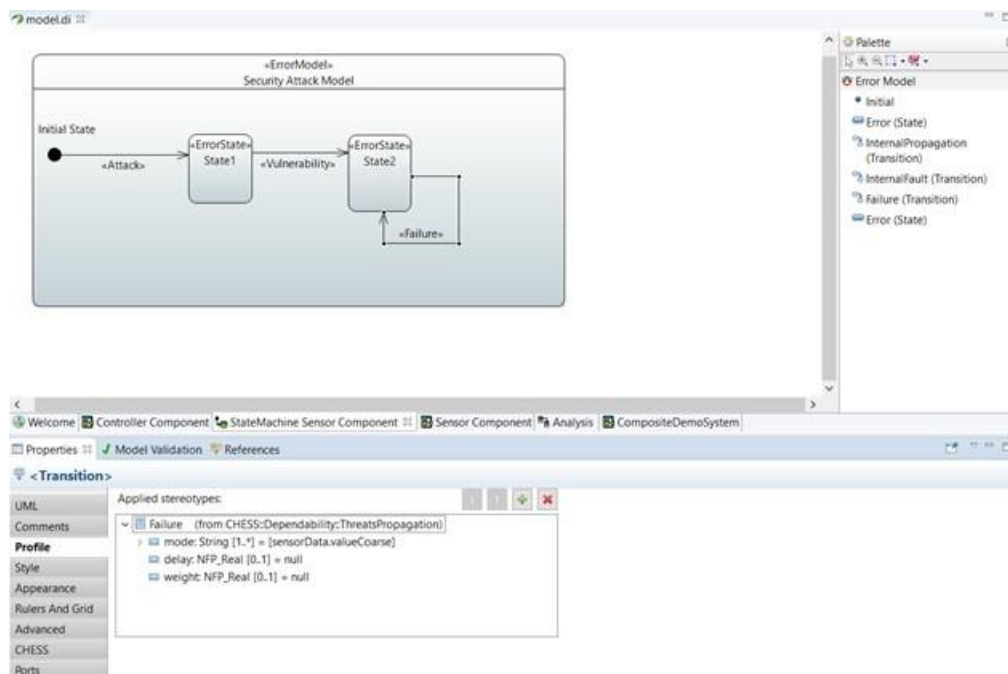 model.di
«ErrorModel»
Security Attack Model
Initial State
«Attack»
«ErrorState»
State1
«Vulnerability»
«ErrorState»
State2
«Failure»
Palette
Error Model
Initial
Error (State)
InternalPropagation
(Transition)
InternalFault (Transition)
Failure (Transition)
Error (State)
Welcome Controller Component StateMachine Sensor Component Sensor Component Analysis CompositeDemoSystem
Properties Model Validation References
<Transition>
UML
Comments
Profile
Style
Appearance
Rulers And Grid
Advanced
CHESS
Ports
Applied stereotypes:
Failure (from CHESS::Dependability::ThreatsPropagation)
mode: String [1..*] = [sensorData.valueCoarse]
delay: NFP_Real [0..1] = null
weight: NFP_Real [0..1] = null